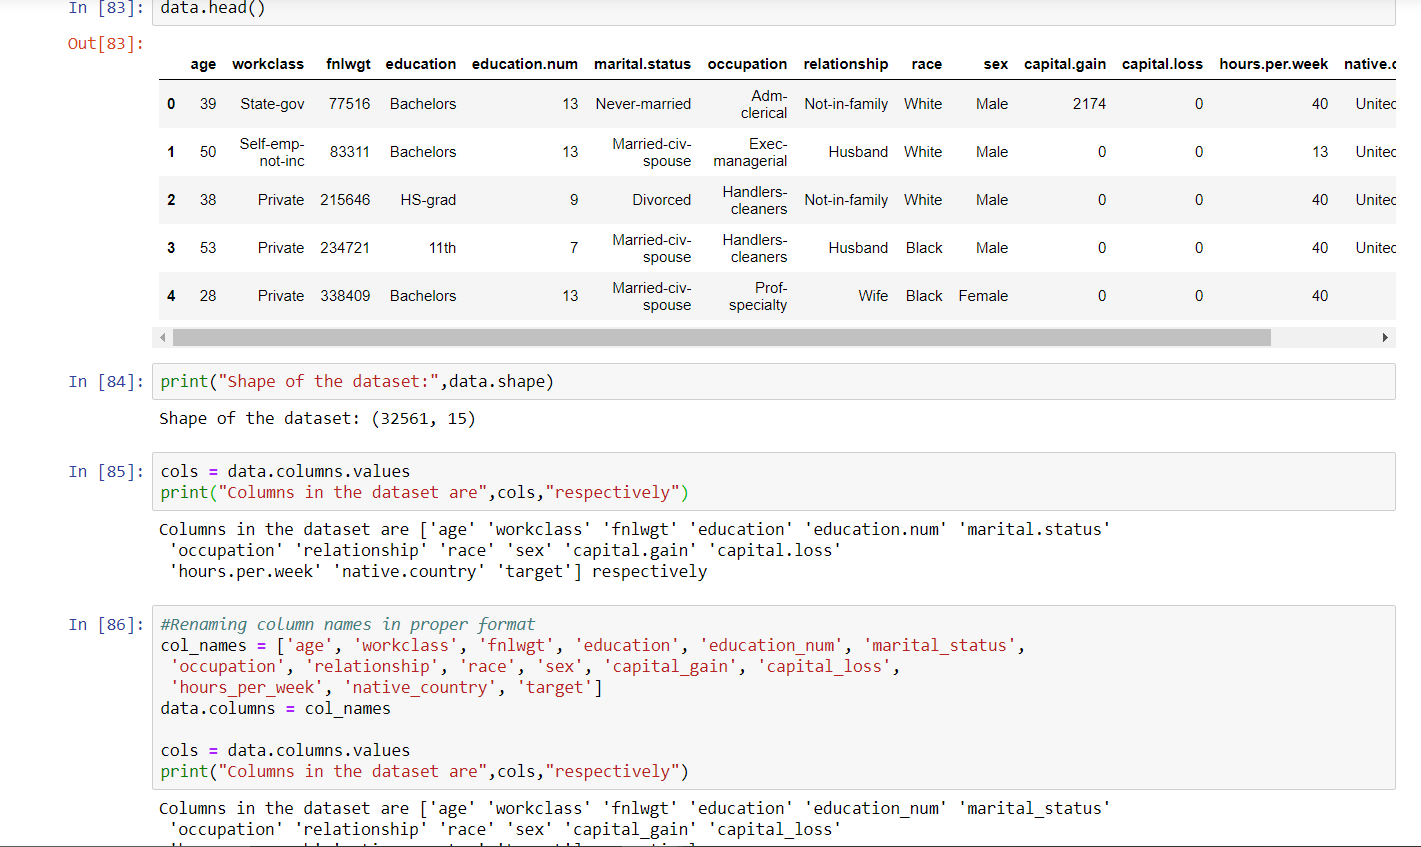 In [83]: data.head()
Out[83]:
age workclass fnlwgt education education.num marital.status occupation relationship race sex capital.gain capital.loss hours.per.week native.c
0 39 State-gov 77516 Bachelors 13 Never-married Adm-clerical Not-in-family White Male 2174 0 40 United
1 50 Self-emp-not-inc 83311 Bachelors 13 Married-civ-spouse Exec-managerial Husband White Male 0 0 13 United
2 38 Private 215646 HS-grad 9 Divorced Handlers-cleaners Not-in-family White Male 0 0 40 United
3 53 Private 234721 11th 7 Married-civ-spouse Handlers-cleaners Husband Black Male 0 0 40 United
4 28 Private 338409 Bachelors 13 Married-civ-spouse Prof-specialty Wife Black Female 0 0 40
In [84]: print("Shape of the dataset:",data.shape)
Shape of the dataset: (32561, 15)
In [85]: cols = data.columns.values
print("Columns in the dataset are",cols,"respectively")
Columns in the dataset are ['age' 'workclass' 'fnlwgt' 'education' 'education.num' 'marital.status'
'occupation' 'relationship' 'race' 'sex' 'capital.gain' 'capital.loss'
'hours.per.week' 'native.country' 'target'] respectively
In [86]: #Renaming column names in proper format
col_names = ['age', 'workclass', 'fnlwgt', 'education', 'education_num', 'marital_status',
'occupation', 'relationship', 'race', 'sex', 'capital_gain', 'capital_loss',
'hours_per_week', 'native_country', 'target']
data.columns = col_names
cols = data.columns.values
print("Columns in the dataset are",cols,"respectively")
Columns in the dataset are ['age' 'workclass' 'fnlwgt' 'education' 'education_num' 'marital_status'
'occupation' 'relationship' 'race' 'sex' 'capital_gain' 'capital_loss'